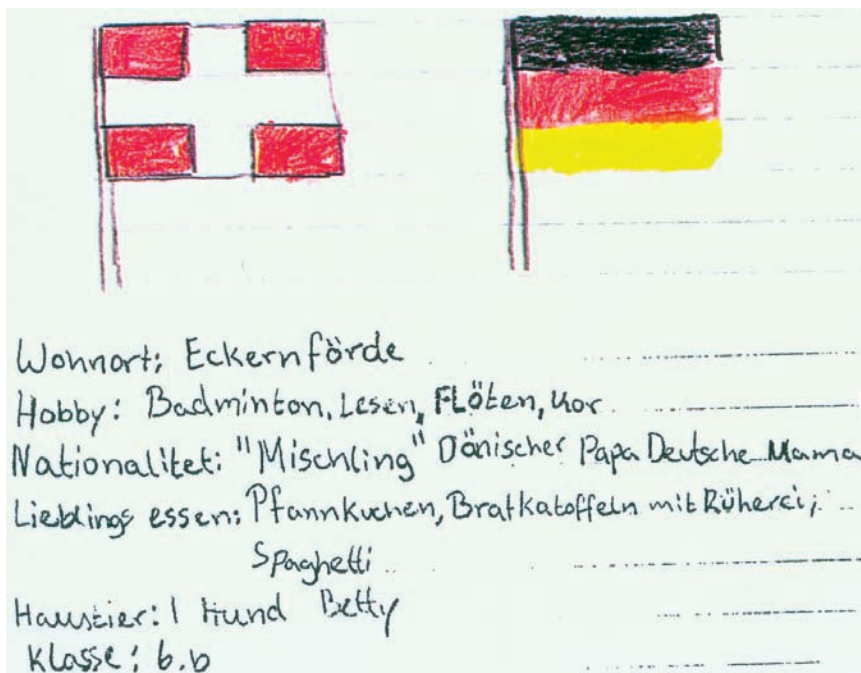 Wohnort: Eckernförde
Hobby: Badminton, Lesen, Flöten, Kor
Nationalitet: "Mischling" Dänischer Papa Deutsche Mama
Lieblings essen: Pfannkuchen, Bratkatoffeln mit Rüherei,
Spaghetti
Haustier: 1 Hund Betty
Klasse: 6.b